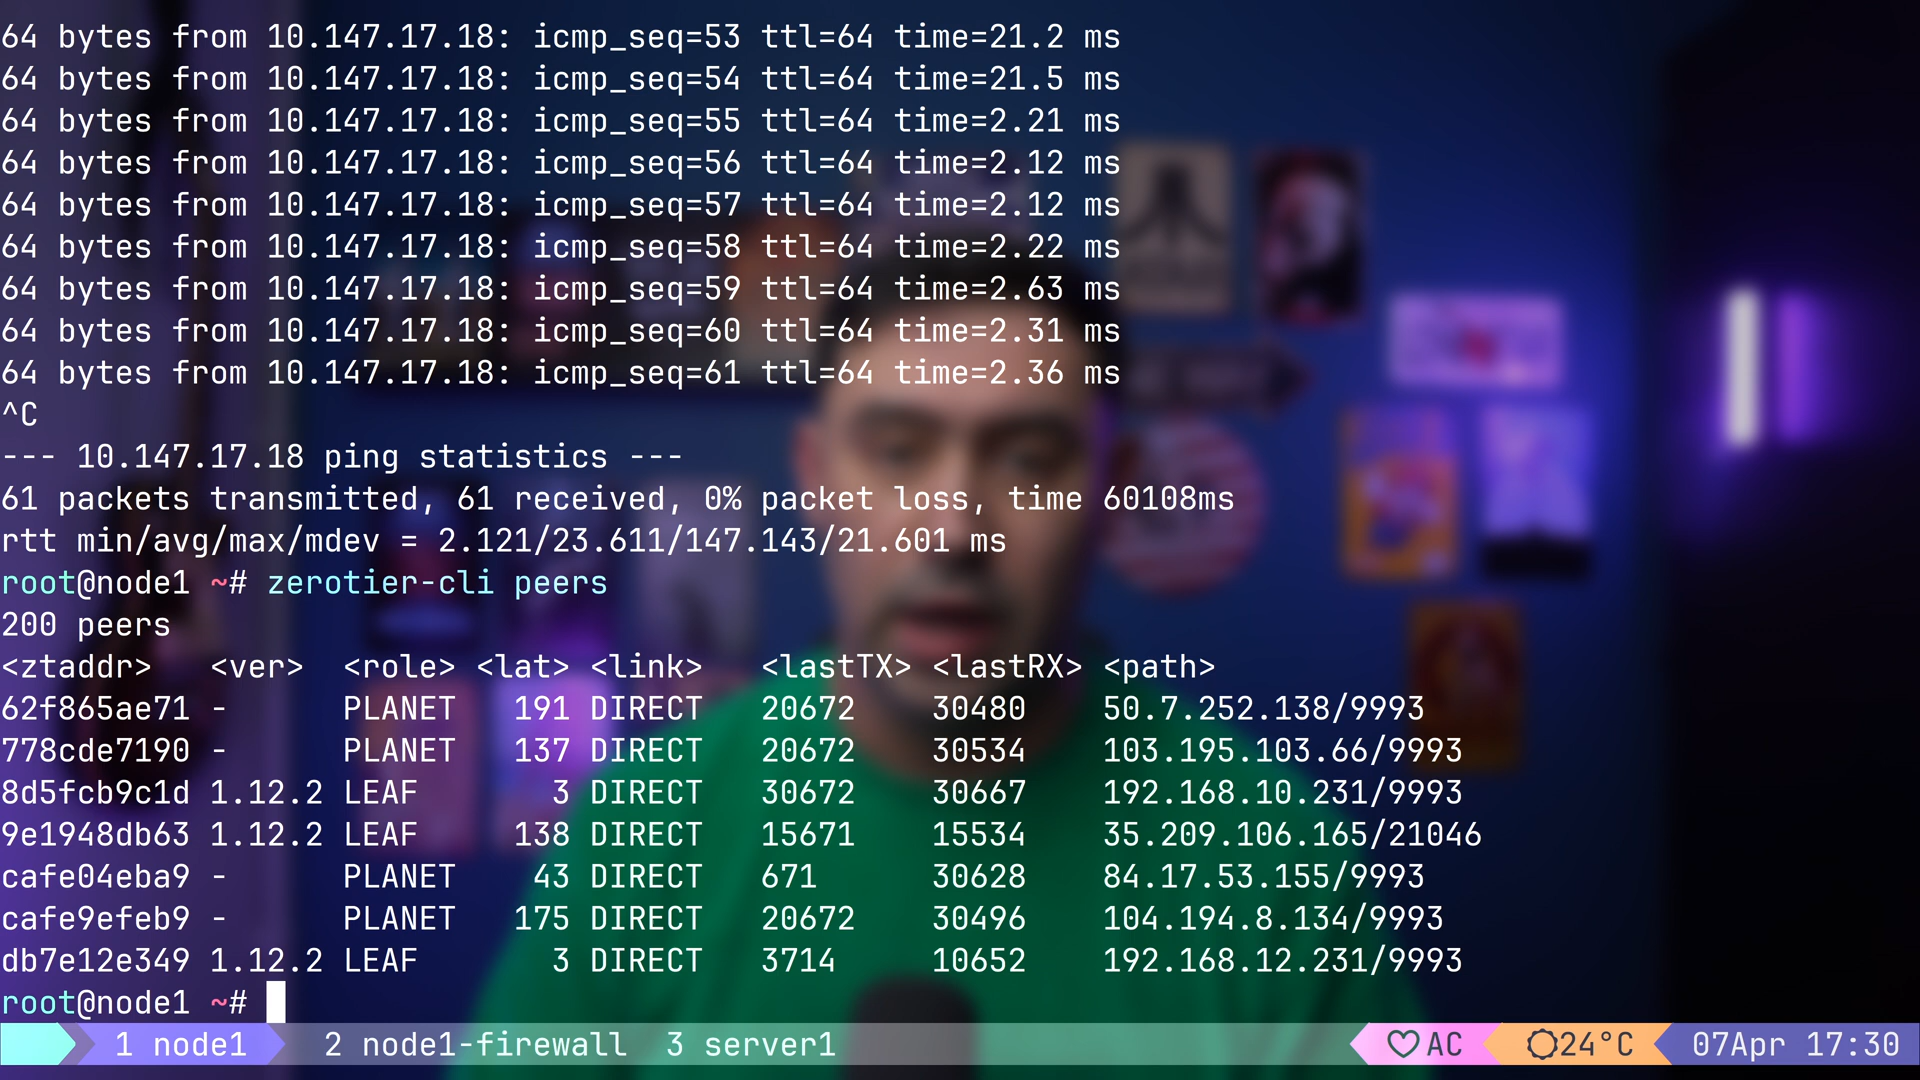 64 bytes from 10.147.17.18: icmp_seq=53 ttl=64 time=21.2 ms
64 bytes from 10.147.17.18: icmp_seq=54 ttl=64 time=21.5 ms
64 bytes from 10.147.17.18: icmp_seq=55 ttl=64 time=2.21 ms
64 bytes from 10.147.17.18: icmp_seq=56 ttl=64 time=2.12 ms
64 bytes from 10.147.17.18: icmp_seq=57 ttl=64 time=2.12 ms
64 bytes from 10.147.17.18: icmp_seq=58 ttl=64 time=2.22 ms
64 bytes from 10.147.17.18: icmp_seq=59 ttl=64 time=2.63 ms
64 bytes from 10.147.17.18: icmp_seq=60 ttl=64 time=2.31 ms
64 bytes from 10.147.17.18: icmp_seq=61 ttl=64 time=2.36 ms
^C
--- 10.147.17.18 ping statistics ---
61 packets transmitted, 61 received, 0% packet loss, time 60108ms
rtt min/avg/max/mdev = 2.121/23.611/147.143/21.601 ms
root@node1 ~# zerotier-cli peers
200 peers
<ztaddr>   <ver>  <role> <lat> <link>   <lastTX> <lastRX> <path>
62f865ae71 -      PLANET   191 DIRECT   20672    30480    50.7.252.138/9993
778cde7190 -      PLANET   137 DIRECT   20672    30534    103.195.103.66/9993
8d5fcb9c1d 1.12.2 LEAF       3 DIRECT   30672    30667    192.168.10.231/9993
9e1948db63 1.12.2 LEAF     138 DIRECT   15671    15534    35.209.106.165/21046
cafe04eba9 -      PLANET    43 DIRECT   671      30628    84.17.53.155/9993
cafe9efeb9 -      PLANET   175 DIRECT   20672    30496    104.194.8.134/9993
db7e12e349 1.12.2 LEAF       3 DIRECT   3714     10652    192.168.12.231/9993
root@node1 ~#
1 node1 2 node1-firewall 3 server1 AC 24°C 07Apr 17:30